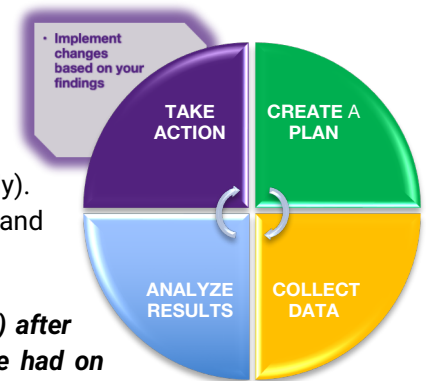 • Implement
changes
based on your
findings
TAKE
ACTION
CREATE A
PLAN
y).
and
ANALYZE
RESULTS
COLLECT
DATA
) after
e had on